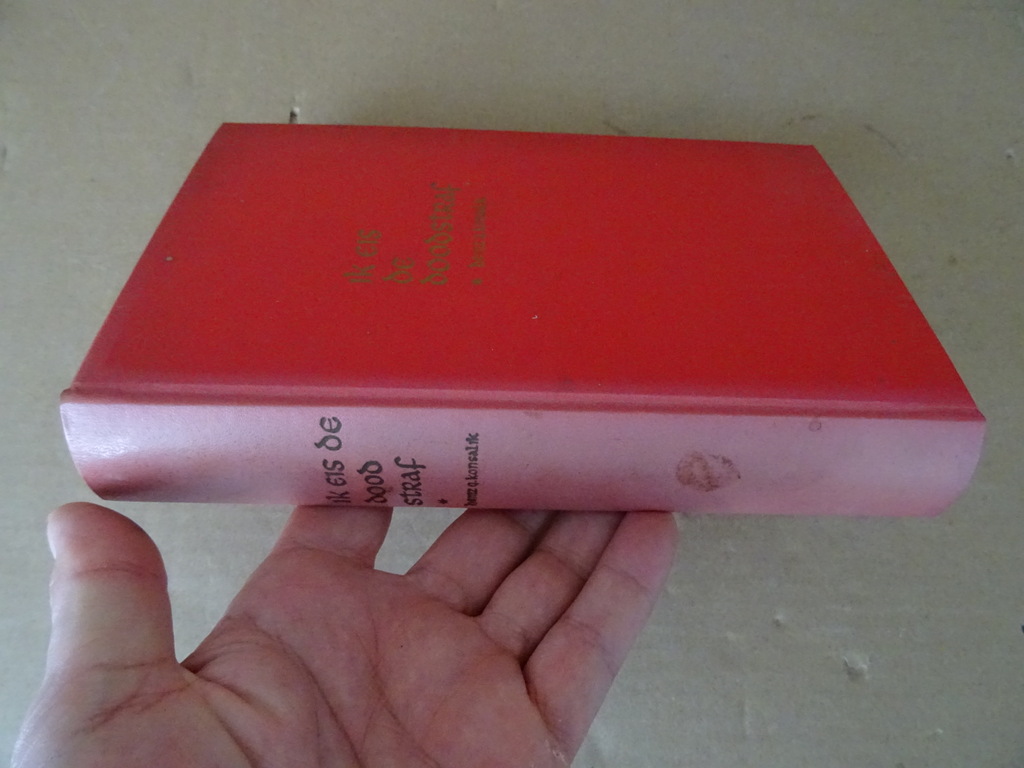 ik eis
de
doodstraf
ik eis de
dood
straf
heinz g. konsalik